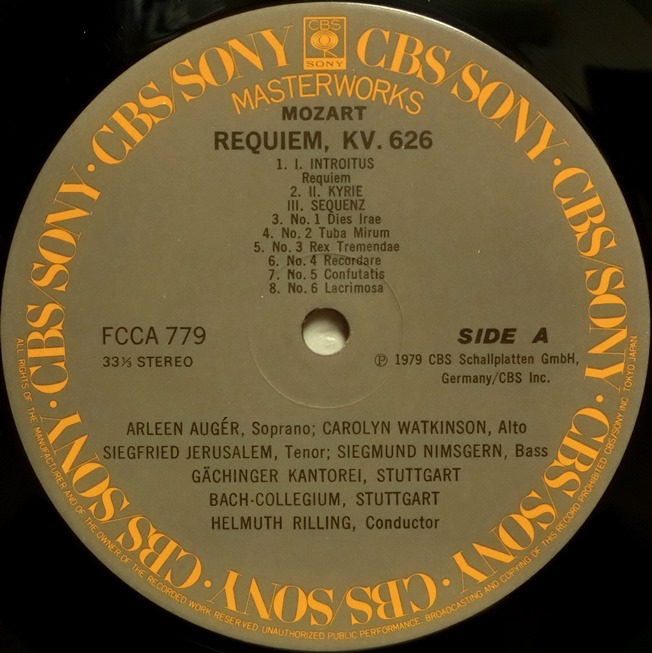 CBS
SONY
CBS/SONY · CBS/SONY · CBS/SONY · CBS/SONY · CBS/SONY · CBS/SONY · CBS/SONY · CBS/SONY
MASTERWORKS
MOZART
REQUIEM, KV. 626
1. I. INTROITUS
Requiem
2. II. KYRIE
III. SEQUENZ
3. No. 1 Dies Irae
4. No. 2 Tuba Mirum
5. No. 3 Rex Tremendae
6. No. 4 Recordare
7. No. 5 Confutatis
8. No. 6 Lacrimosa
FCCA 779
33⅓ STEREO
SIDE A
℗ 1979 CBS Schallplatten GmbH,
Germany/CBS Inc.
ARLEEN AUGÉR, Soprano; CAROLYN WATKINSON, Alto
SIEGFRIED JERUSALEM, Tenor; SIEGMUND NIMSGERN, Bass
GÄCHINGER KANTOREI, STUTTGART
BACH-COLLEGIUM, STUTTGART
HELMUTH RILLING, Conductor
ALL RIGHTS OF THE MANUFACTURER AND OF THE OWNER OF THE RECORDED WORK RESERVED UNAUTHORIZED PUBLIC PERFORMANCE, BROADCASTING AND COPYING OF THIS RECORD PROHIBITED CBS/SONY INC. TOKYO JAPAN